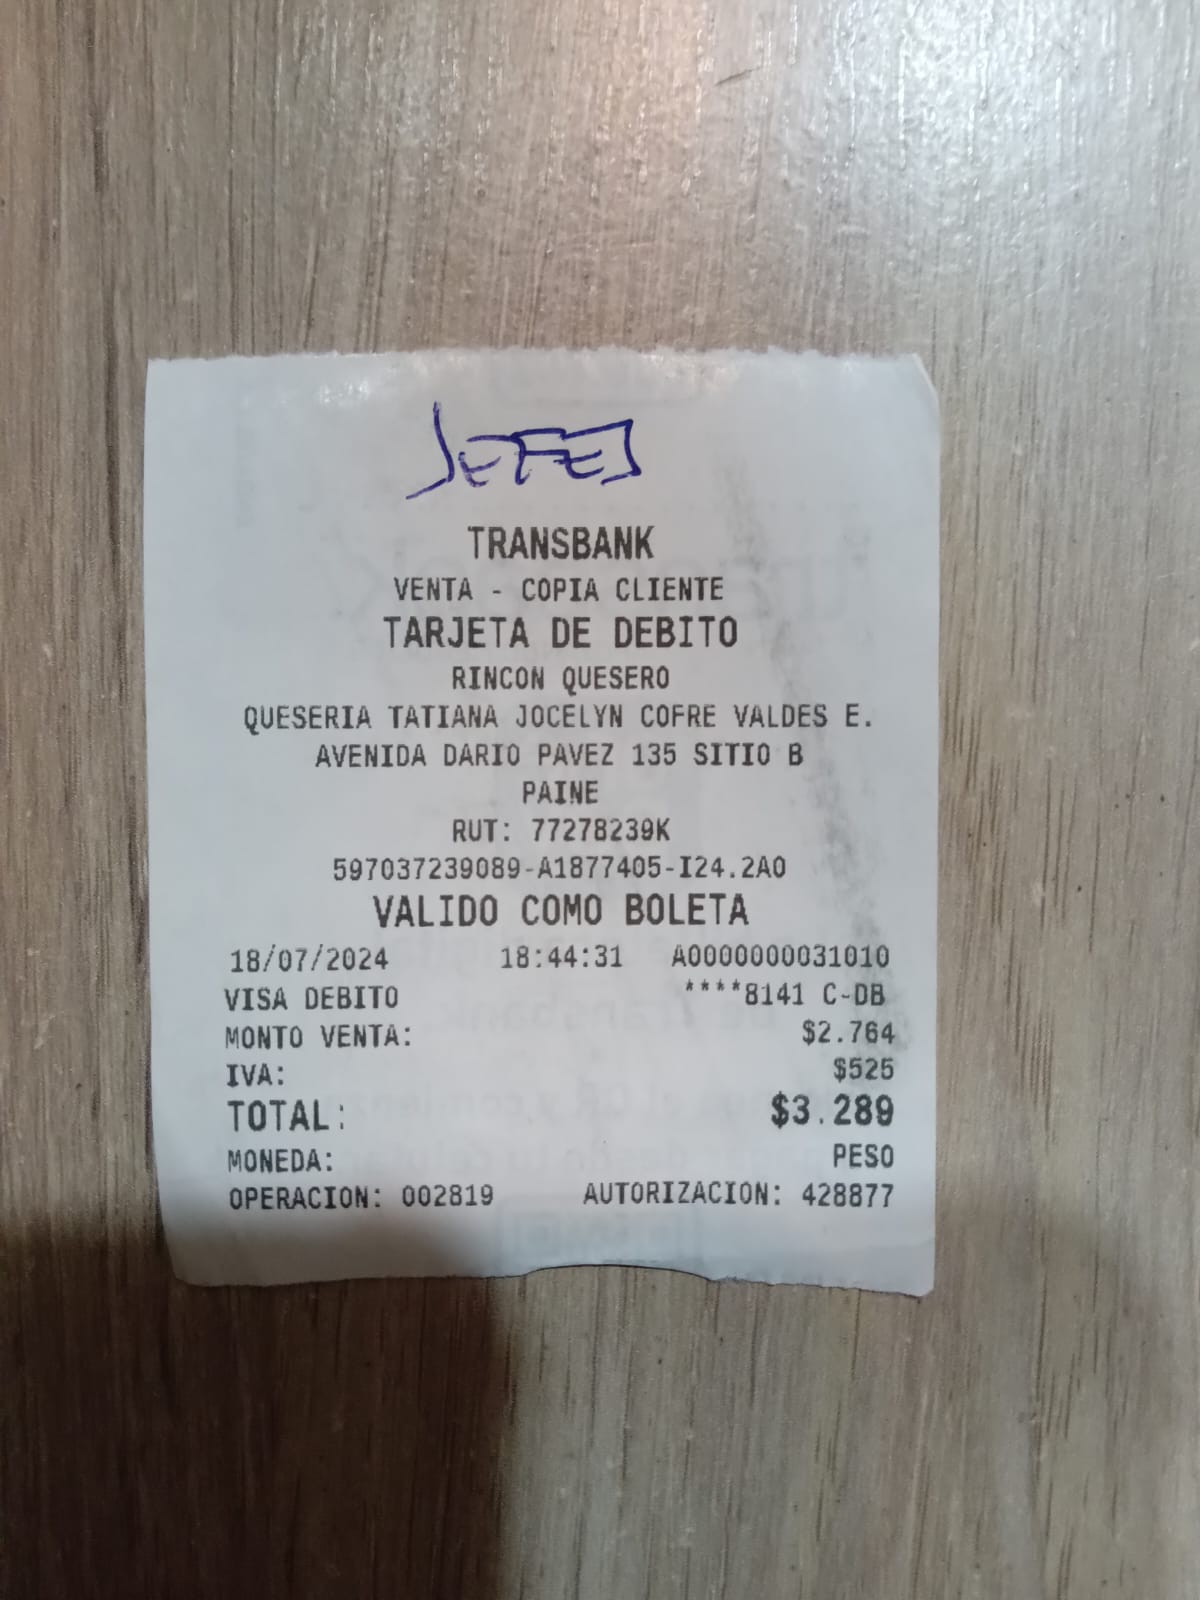 JEFES
TRANSBANK
VENTA - COPIA CLIENTE
TARJETA DE DEBITO
RINCON QUESERO
QUESERIA TATIANA JOCELYN COFRE VALDES E.
AVENIDA DARIO PAVEZ 135 SITIO B
PAINE
RUT: 77278239K
597037239089-A1877405-I24.2A0
VALIDO COMO BOLETA
18/07/2024 18:44:31 A0000000031010
VISA DEBITO ****8141 C-DB
MONTO VENTA: $2.764
IVA: $525
TOTAL: $3.289
MONEDA: PESO
OPERACION: 002819 AUTORIZACION: 428877